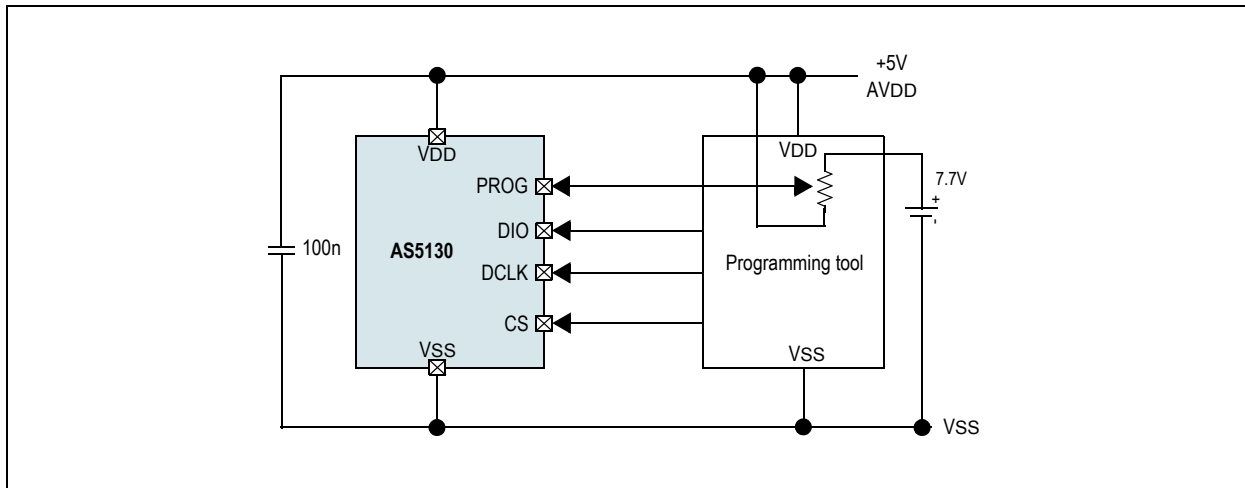 +5V
AVDD
VDD
VDD
7.7V
+
-
PROG
DIO
100n
AS5130
DCLK
Programming tool
CS
VSS
VSS
VSS